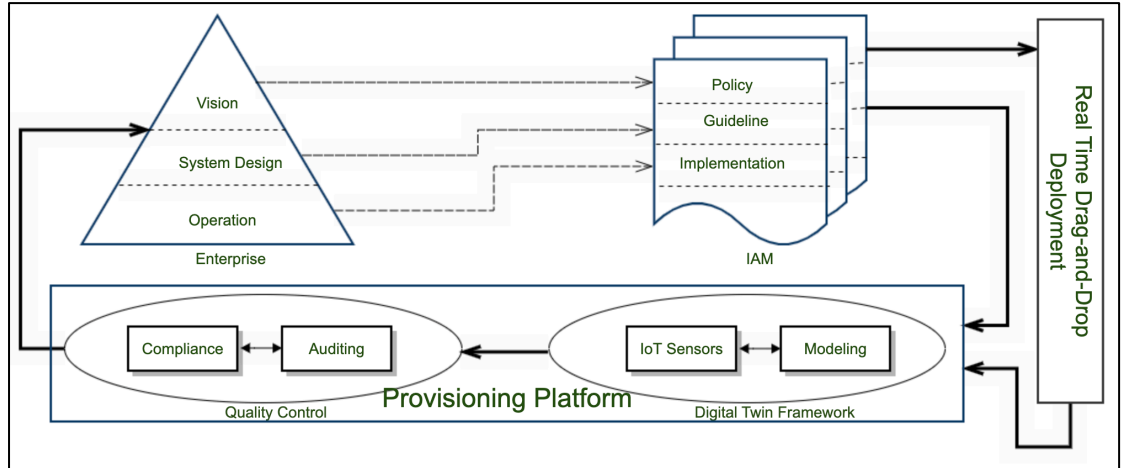 Vision
System Design
Operation
Enterprise
Policy
Guideline
Implementation
IAM
Real Time Drag-and-Drop
Deployment
Compliance
Auditing
Quality Control
IoT Sensors
Modeling
Digital Twin Framework
Provisioning Platform